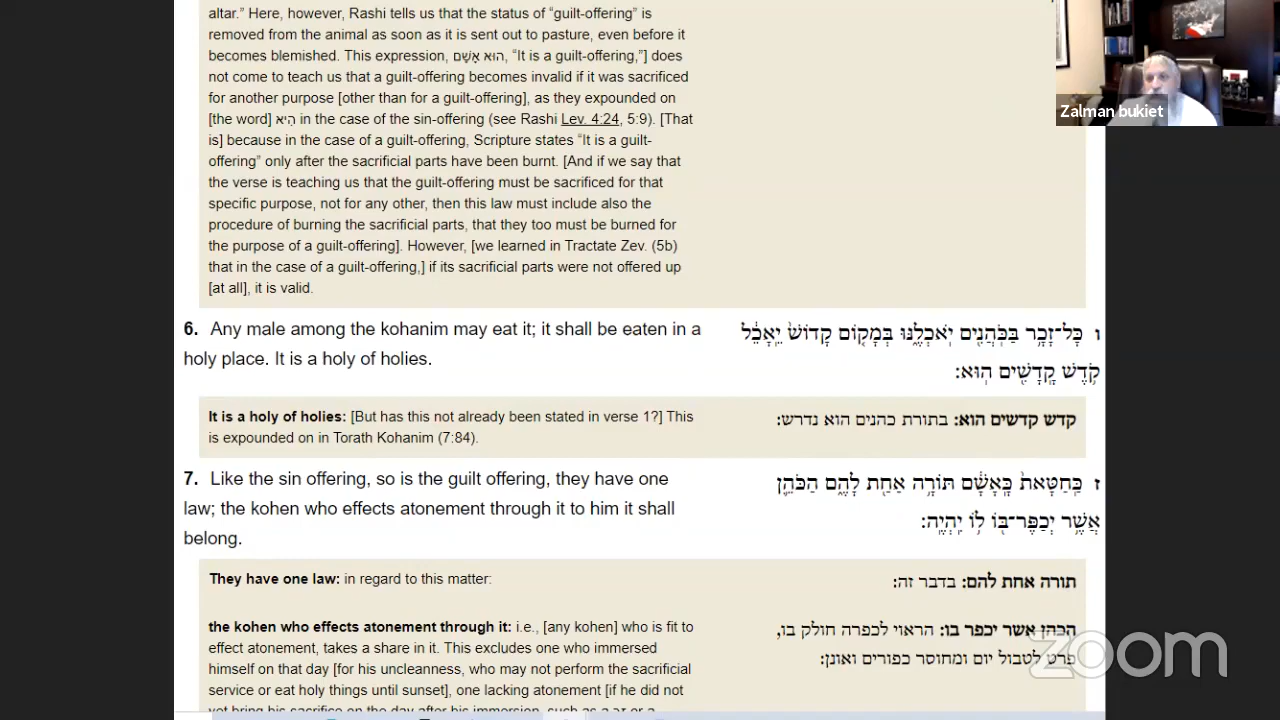 altar.” Here, however, Rashi tells us that the status of “guilt-offering” is
removed from the animal as soon as it is sent out to pasture, even before it
becomes blemished. This expression, הוּא אָשָׁם, “It is a guilt-offering,”] does
not come to teach us that a guilt-offering becomes invalid if it was sacrificed
for another purpose [other than for a guilt-offering], as they expounded on
[the word] הִיא in the case of the sin-offering (see Rashi Lev. 4:24, 5:9). [That
is] because in the case of a guilt-offering, Scripture states “It is a guilt-
offering” only after the sacrificial parts have been burnt. [And if we say that
the verse is teaching us that the guilt-offering must be sacrificed for that
specific purpose, not for any other, then this law must include also the
procedure of burning the sacrificial parts, that they too must be burned for
the purpose of a guilt-offering]. However, [we learned in Tractate Zev. (5b)
that in the case of a guilt-offering,] if its sacrificial parts were not offered up
[at all], it is valid.
6. Any male among the kohanim may eat it; it shall be eaten in a
holy place. It is a holy of holies.
ו כָּל־זָכָ֥ר בַּכֹּֽהֲנִ֖ים יֹֽאכְלֶ֑נּוּ בְּמָק֤וֹם קָדוֹשׁ֙ יֵֽאָכֵ֔ל
קֹ֥דֶשׁ קָֽדָשִׁ֖ים הֽוּא:
It is a holy of holies: [But has this not already been stated in verse 1?] This
is expounded on in Torath Kohanim (7:84).
קדש קדשים הוא: בתורת כהנים הוא נדרש:
7. Like the sin offering, so is the guilt offering, they have one
law; the kohen who effects atonement through it to him it shall
belong.
ז כַּֽחַטָּאת֙ כָּֽאָשָׁ֔ם תּוֹרָ֥ה אַחַ֖ת לָהֶ֑ם הַכֹּהֵ֛ן
אֲשֶׁ֥ר יְכַפֶּר־בּ֖וֹ ל֥וֹ יִֽהְיֶֽה:
They have one law: in regard to this matter:
תורה אחת להם: בדבר זה:
the kohen who effects atonement through it: i.e., [any kohen] who is fit to
effect atonement, takes a share in it. This excludes one who immersed
himself on that day [for his uncleanness, who may not perform the sacrificial
service or eat holy things until sunset], one lacking atonement [if he did not
yet bring his sacrifice on the day after his immersion, such as a זב or a
הכהן אשר יכפר בו: הראוי לכפרה חולק בו,
פרט לטבול יום ומחוסר כפורים ואונן:
Zalman bukiet
zoom